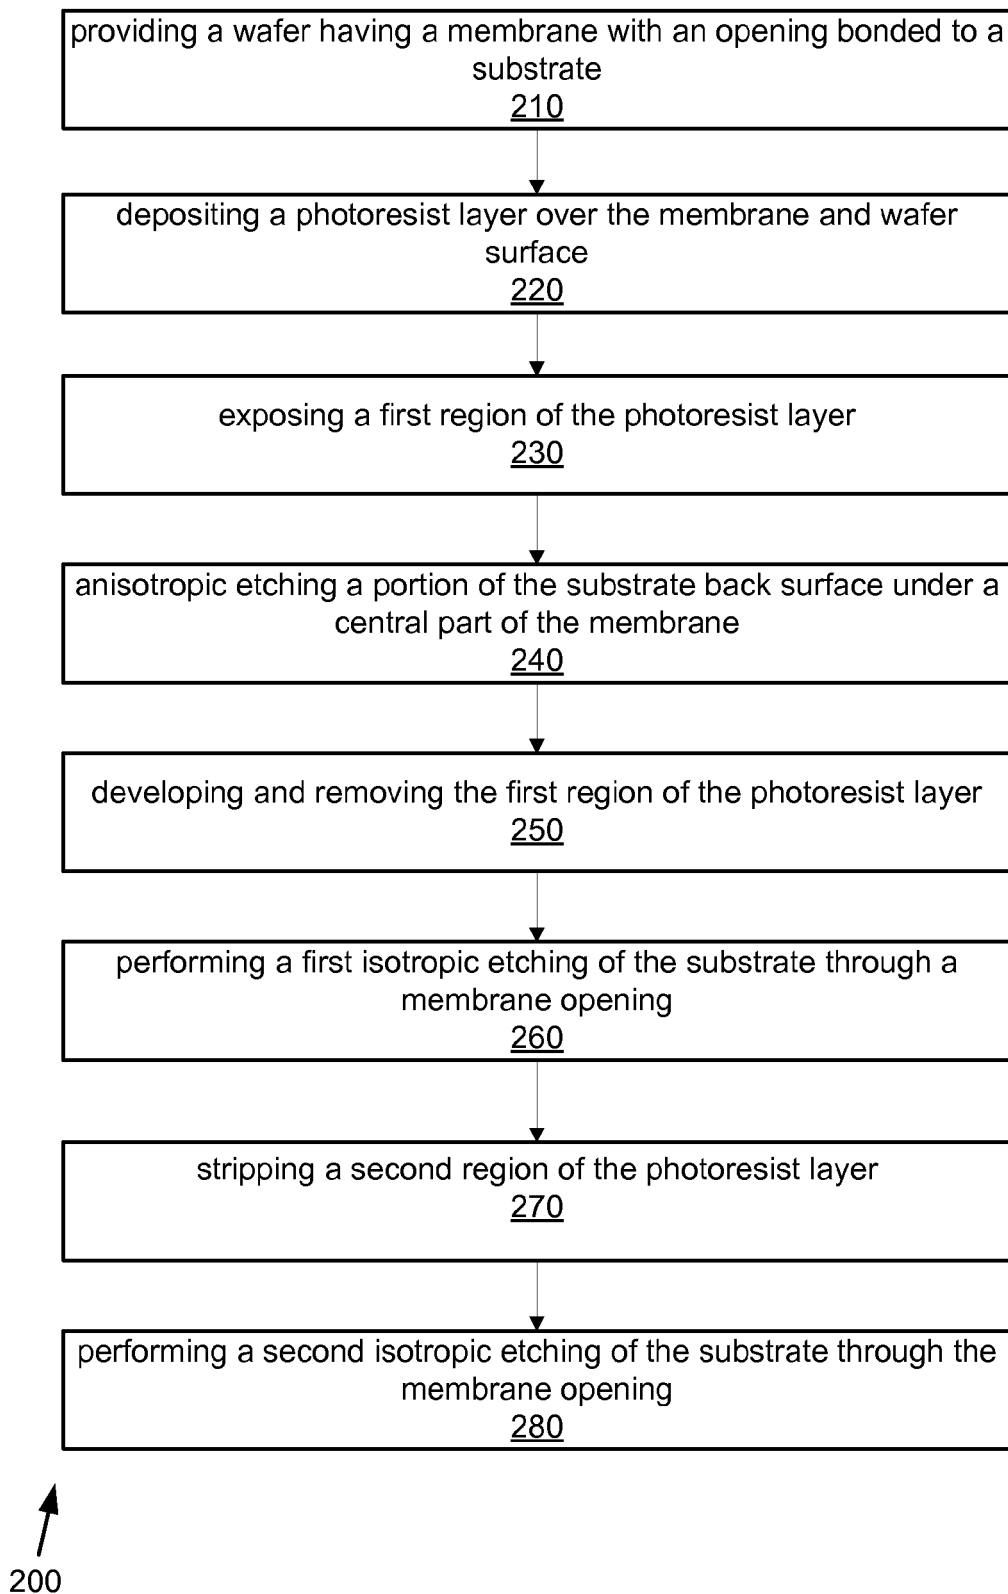 providing a wafer having a membrane with an opening bonded to a
substrate
210
depositing a photoresist layer over the membrane and wafer
surface
220
exposing a first region of the photoresist layer
230
anisotropic etching a portion of the substrate back surface under a
central part of the membrane
240
developing and removing the first region of the photoresist layer
250
performing a first isotropic etching of the substrate through a
membrane opening
260
stripping a second region of the photoresist layer
270
performing a second isotropic etching of the substrate through the
membrane opening
280
200